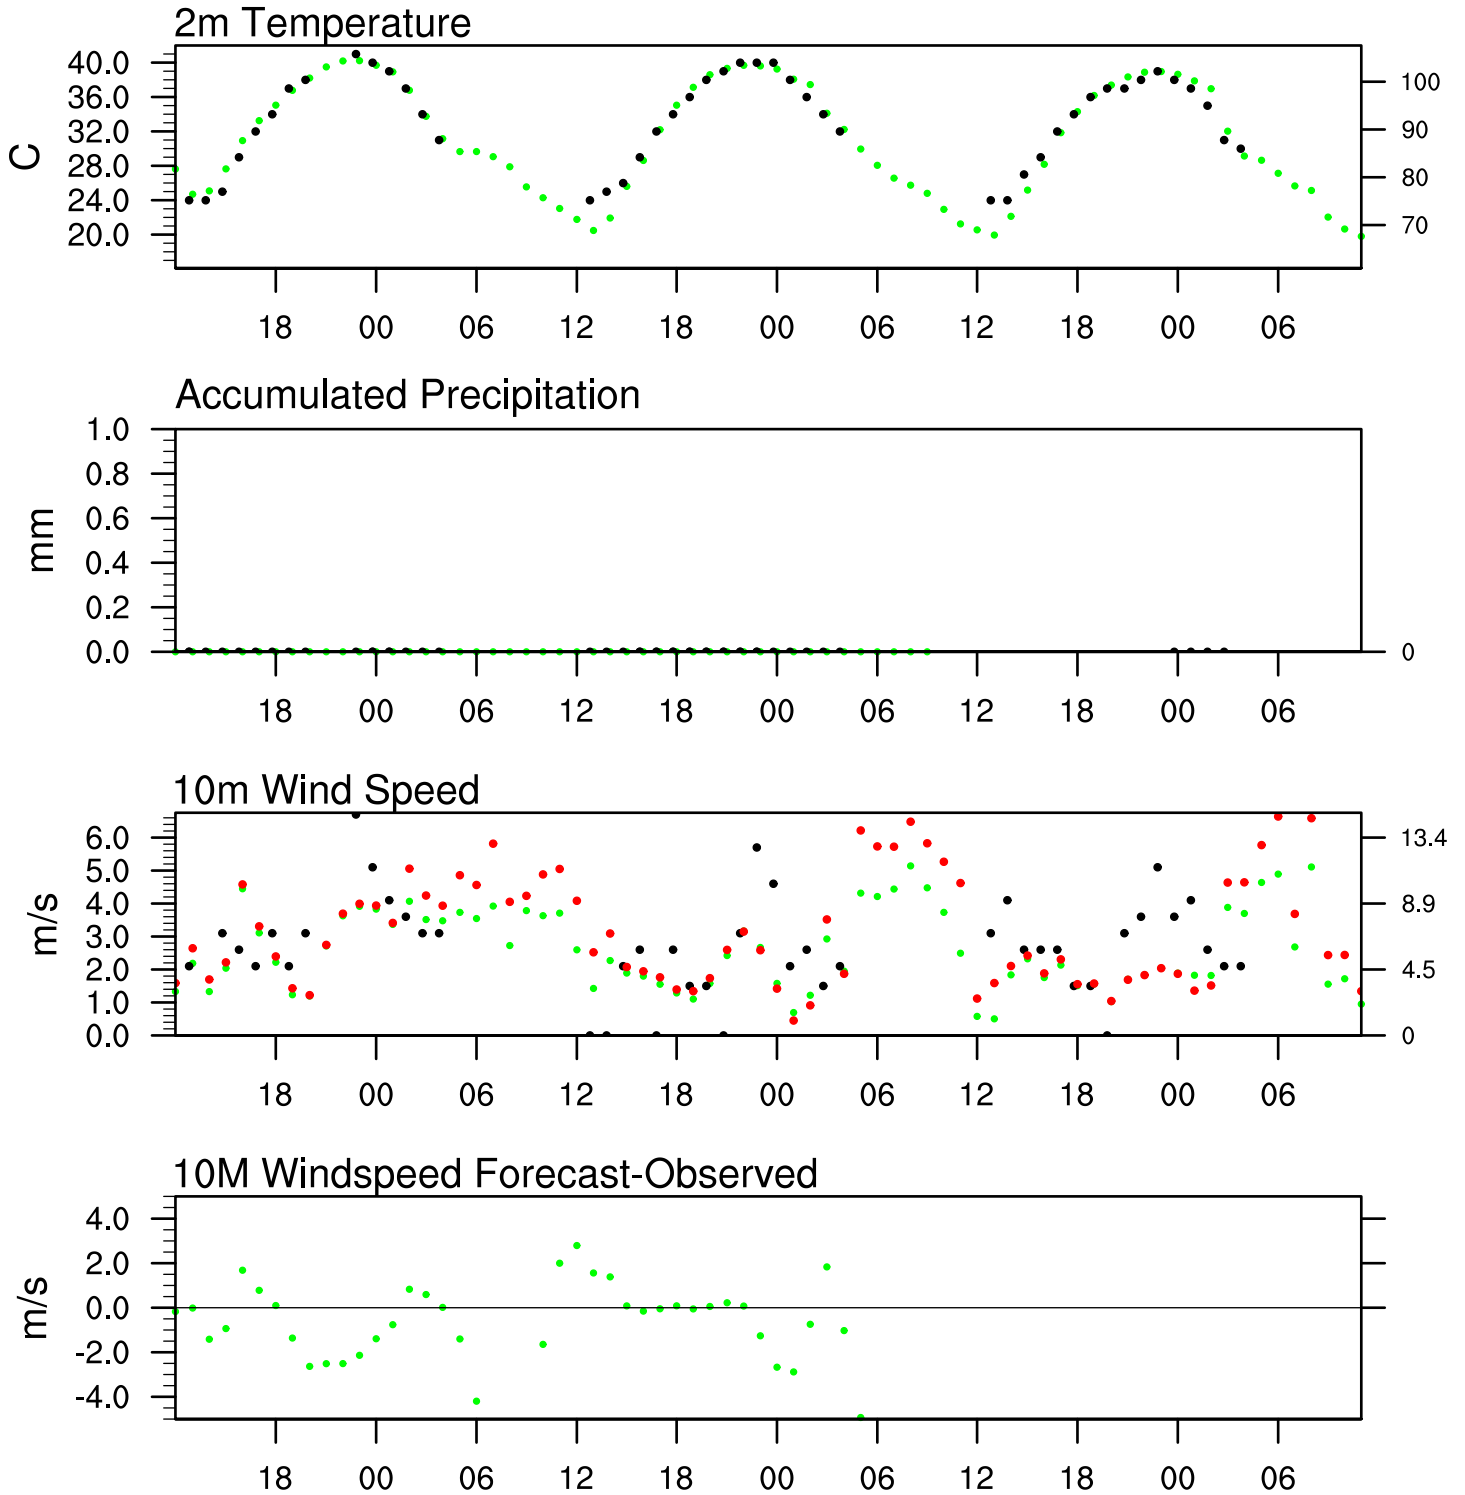 2m Temperature
40.0
36.0
32.0
28.0
24.0
20.0
C
100
90
80
70
18 00 06 12 18 00 06 12 18 00 06
Accumulated Precipitation
1.0
0.8
0.6
0.4
0.2
0.0
mm
0
18 00 06 12 18 00 06 12 18 00 06
10m Wind Speed
6.0
5.0
4.0
3.0
2.0
1.0
0.0
m/s
13.4
8.9
4.5
0
18 00 06 12 18 00 06 12 18 00 06
10M Windspeed Forecast-Observed
4.0
2.0
0.0
-2.0
-4.0
m/s
18 00 06 12 18 00 06 12 18 00 06